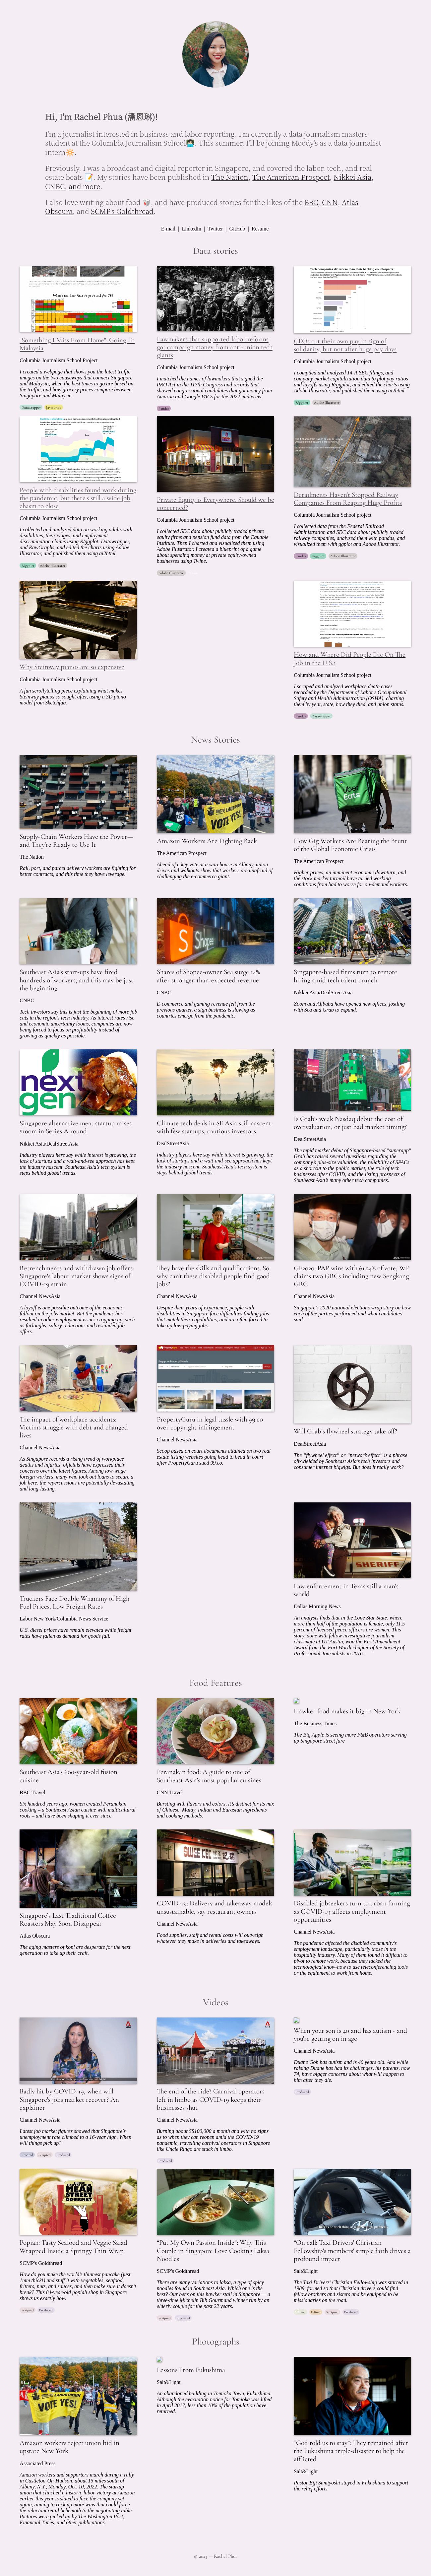 Hi, I'm Rachel Phua (潘恩琳)!
I'm a journalist interested in business and labor reporting. I'm currently a data journalism masters
student at the Columbia Journalism School👩🏻‍💻. This summer, I'll be joining Moody's as a data journalist
intern🔆.
Previously, I was a broadcast and digital reporter in Singapore, and covered the labor, tech, and real
estate beats 📝. My stories have been published in The Nation, The American Prospect, Nikkei Asia,
CNBC, and more.
I also love writing about food 🥡, and have produced stories for the likes of the BBC, CNN, Atlas
Obscura, and SCMP's Goldthread.
E-mail | LinkedIn | Twitter | GitHub | Resume
Data stories
"Something I Miss From Home": Going To
Malaysia
Columbia Journalism School Project
I created a webpage that shows you the latest traffic
images on the two causeways that connect Singapore
and Malaysia, when the best time to go there to avoid
the traffic, and how grocery prices compare between
Singapore and Malaysia.
Lawmakers that supported labor reforms
got campaign money from anti-union tech
giants
Columbia Journalism School project
I matched the names of lawmakers that supported the
PRO Act in the 117th Congress to FEC records that
showed congressional campaign contributions from
Amazon and Google PACs for the 2022 midterms.
CEOs cut their own pay in sign of
solidarity, but not after huge pay days
Columbia Journalism School project
I compiled and analyzed 14-A SEC filings, and
company market capitalization data to plot pay ratios
and layoffs using R/ggplot, and edited the charts using
Adobe Illustrator, and published them using ai2html.
People with disabilities found work during
the pandemic, but there's still a wide job
chasm to close
Columbia Journalism School project
I collected and analyzed data on working adults with
disabilities, their wages, and employment
discrimination claims using R/ggplot, Datawrapper,
and RawGraphs, and edited the charts using Adobe
Illustrator, and published them using ai2html.
R/ggplot
Adobe Illustrator
Private Equity is Everywhere. Should we be
concerned?
Columbia Journalism School project
I collected SEC data about publicly traded private
equity firms and pension fund data from the Equable
Institute. Then I charted and visualized them using
Adobe Illustrator. I created a blueprint of a game
about spending money at private equity-owned
businesses using Twine.
Adobe Illustrator
Derailments Haven't Stopped Railway
Companies From Reaping Huge Profits
Columbia Journalism School project
I collected data from the Federal Railroad
Administration and SEC data about publicly traded
railway companies, analyzed them with pandas, and
visualized them with ggplot and Adobe Illustrator.
Why Steinway pianos are so expensive
Columbia Journalism School project
A fun scrollytelling piece explaining what makes
Steinway pianos so sought after, using a 3D piano
model from Sketchfab.
How and Where Did People Die On The
Job in the U.S.?
Columbia Journalism School project
I scraped and analyzed workplace death cases
recorded by the Department of Labor's Occupational
Safety and Health Administration (OSHA), charting
them by year, state, how they died, and union status.
News Stories
Supply-Chain Workers Have the Power—
and They're Ready to Use It
The Nation
Rail, port, and parcel delivery workers are fighting for
better contracts, and this time they have leverage.
Amazon Workers Are Fighting Back
The American Prospect
Ahead of a key vote at a warehouse in Albany, union
drives and walkouts show that workers are unafraid of
challenging the e-commerce giant.
How Gig Workers Are Bearing the Brunt
of the Global Economic Crisis
The American Prospect
Higher prices, an imminent economic downturn, and
the stock market turmoil have turned working
conditions from bad to worse for on-demand workers.
Southeast Asia's start-ups have fired
hundreds of workers, and this may be just
the beginning
CNBC
Tech investors say this is just the beginning of more job
cuts in the region's tech industry. As interest rates rise
and economic uncertainty looms, companies are now
being forced to focus on profitability instead of
growing as quickly as possible.
Shares of Shopee-owner Sea surge 14%
after stronger-than-expected revenue
CNBC
E-commerce and gaming revenue fell from the
previous quarter, a sign business is slowing as
countries emerge from the pandemic.
Singapore-based firms turn to remote
hiring amid tech talent crunch
Nikkei Asia/DealStreetAsia
Zoom and Alibaba have opened new offices, jostling
with Sea and Grab to expand.
next
gen
Singapore alternative meat startup raises
$100m in Series A round
Nikkei Asia/DealStreetAsia
Industry players here say while interest is growing, the
lack of startups and a wait-and-see approach has kept
the industry nascent. Southeast Asia's tech system is
steps behind global trends.
Climate tech deals in SE Asia still nascent
with few startups, cautious investors
DealStreetAsia
Industry players here say while interest is growing, the
lack of startups and a wait-and-see approach has kept
the industry nascent. Southeast Asia's tech system is
steps behind global trends.
Is Grab's weak Nasdaq debut the cost of
overvaluation, or just bad market timing?
DealStreetAsia
The rapid market debut of Singapore-based "superapp"
Grab has raised several questions regarding the
company's plus-size valuation, the reliability of SPACs
as a shortcut to the public market, the role of tech
businesses after COVID, and the listing prospects of
Southeast Asia's many other tech companies.
Retrenchments and withdrawn job offers:
Singapore's labour market shows signs of
COVID-19 strain
Channel NewsAsia
A layoff is one possible outcome of the economic
fallout on the job market. But the pandemic has
resulted in other employment issues cropping up, such
as furloughs, salary reductions and rescinded job
offers.
They have the skills and qualifications. So
why can't these disabled people find good
jobs?
Channel NewsAsia
Despite their years of experience, people with
disabilities in Singapore face difficulties finding jobs
that match their capabilities, and are often forced to
take up low-paying jobs.
GE2020: PAP wins with 61.24% of vote; WP
claims two GRCs including new Sengkang
GRC
Channel NewsAsia
Singapore's 2020 national elections wrap story on how
each of the parties performed and what candidates
said.
The impact of workplace accidents:
Victims struggle with debt and changed
lives
Channel NewsAsia
As Singapore records a rising trend of workplace
deaths and injuries, officials have expressed their
concerns over the latest figures. Among low-wage
foreign workers, many who took out loans to secure a
job here, the repercussions are potentially devastating
and long-lasting.
PropertyGuru in legal tussle with 99.co
over copyright infringement
Channel NewsAsia
Scoop based on court documents attained on two real
estate listing websites going head to head in court
after PropertyGuru sued 99.co.
Will Grab's flywheel strategy take off?
DealStreetAsia
The "flywheel effect" or "network effect" is a phrase
oft-wielded by Southeast Asia's tech investors and
consumer internet bigwigs. But does it really work?
Truckers Face Double Whammy of High
Fuel Prices, Low Freight Rates
Labor New York/Columbia News Service
U.S. diesel prices have remain elevated while freight
rates have fallen as demand for goods fall.
SHERIFF
Law enforcement in Texas still a man's
world
Dallas Morning News
An analysis finds that in the Lone Star State, where
more than half of the population is female, only 11.5
percent of licensed peace officers are women. This
story, done with fellow investigative journalism
classmates at UT Austin, won the First Amendment
Award from the Fort Worth chapter of the Society of
Professional Journalists in 2016.
Food Features
Southeast Asia's 600-year-old fusion
cuisine
BBC Travel
Six hundred years ago, women created Peranakan
cooking – a Southeast Asian cuisine with multicultural
roots – and have been shaping it ever since.
Peranakan food: A guide to one of
Southeast Asia's most popular cuisines
CNN Travel
Bursting with flavors and colors, it's distinct for its mix
of Chinese, Malay, Indian and Eurasian ingredients
and cooking methods.
Hawker food makes it big in New York
The Business Times
The Big Apple is seeing more F&B operators serving
up Singapore street fare
Singapore's Last Traditional Coffee
Roasters May Soon Disappear
Atlas Obscura
The aging masters of kopi are desperate for the next
generation to take up their craft.
COVID-19: Delivery and takeaway models
unsustainable, say restaurant owners
Channel NewsAsia
Food supplies, staff and rental costs will outweigh
whatever they make in deliveries and takeaways.
Disabled jobseekers turn to urban farming
as COVID-19 affects employment
opportunities
Channel NewsAsia
The pandemic affected the disabled community's
employment landscape, particularly those in the
hospitality industry. Many of them found it difficult to
pivot to remote work, because they lacked the
technological know-how to use teleconferencing tools
or the equipment to work from home.
Videos
Badly hit by COVID-19, when will
Singapore's jobs market recover? An
explainer
Channel NewsAsia
Latest job market figures showed that Singapore's
unemployment rate climbed to a 16-year high. When
will things pick up?
The end of the ride? Carnival operators
left in limbo as COVID-19 keeps their
businesses shut
Channel NewsAsia
Burning about S$100,000 a month and with no signs
as to when they can reopen amid the COVID-19
pandemic, travelling carnival operators in Singapore
like Uncle Ringo are stuck in limbo.
Produced
When your son is 40 and has autism - and
you're getting on in age
Channel NewsAsia
Duane Goh has autism and is 40 years old. And while
raising Duane has had its challenges, his parents, now
74, have bigger concerns about what will happen to
him after they die.
Produced
MEAN
STREET
GOURMET
Popiah: Tasty Seafood and Veggie Salad
Wrapped Inside a Springy Thin Wrap
SCMP's Goldthread
How do you make the world's thinnest pancake (just
1mm thick!) and stuff it with vegetables, seafood,
fritters, nuts, and sauces, and make sure it doesn't
break? This 84-year-old popiah shop in Singapore
shows us exactly how.
"Put My Own Passion Inside": Why This
Couple in Singapore Love Cooking Laksa
Noodles
SCMP's Goldthread
There are many variations to laksa, a type of spicy
noodles found in Southeast Asia. Which one is the
best? Our bet's on this hawker stall in Singapore — a
three-time Michelin Bib Gourmand winner run by an
elderly couple for the past 22 years.
"On call: Taxi Drivers' Christian
Fellowship's members' simple faith drives a
profound impact
Salt&Light
The Taxi Drivers' Christian Fellowship was started in
1989, formed so that Christian drivers could find
fellow brothers and sisters, and be equipped to be
missionaries on the road.
Photographs
Amazon workers reject union bid in
upstate New York
Associated Press
Amazon workers and supporters march during a rally
in Castleton-On-Hudson, about 15 miles south of
Albany, N.Y., Monday, Oct. 10, 2022. The startup
union that clinched a historic labor victory at Amazon
earlier this year is slated to face the company yet
again, aiming to rack up more wins that could force
the reluctant retail behemoth to the negotiating table.
Pictures were picked up by The Washington Post,
Financial Times, and other publications.
Lessons From Fukushima
Salt&Light
An abandoned building in Tomioka Town, Fukushima.
Although the evacuation notice for Tomioka was lifted
in April 2017, less than 10% of the population have
returned.
"God told us to stay": They remained after
the Fukushima triple-disaster to help the
afflicted
Salt&Light
Pastor Eiji Sumiyoshi stayed in Fukushima to support
the relief efforts.
© 2023 — Rachel Phua